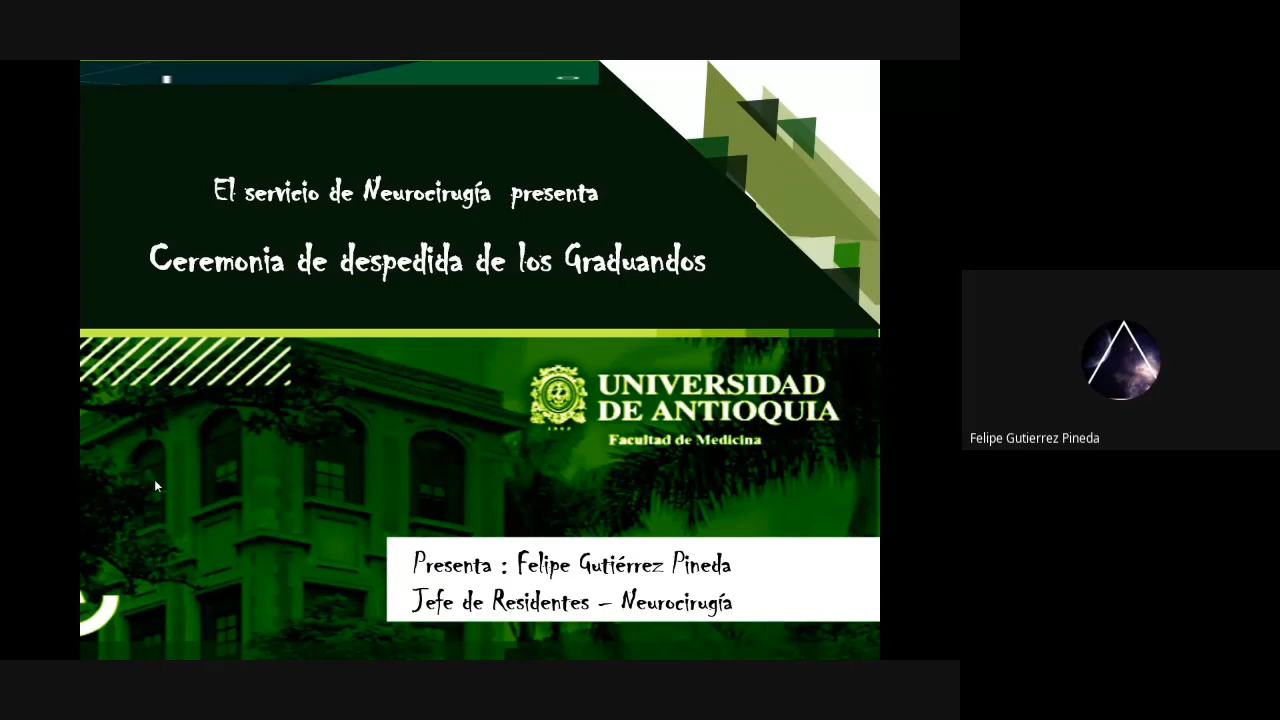 El servicio de Neurocirugía presenta
Ceremonia de despedida de los Graduandos
UNIVERSIDAD
DE ANTIOQUIA
Facultad de Medicina
Presenta : Felipe Gutiérrez Pineda
Jefe de Residentes – Neurocirugía
Felipe Gutierrez Pineda